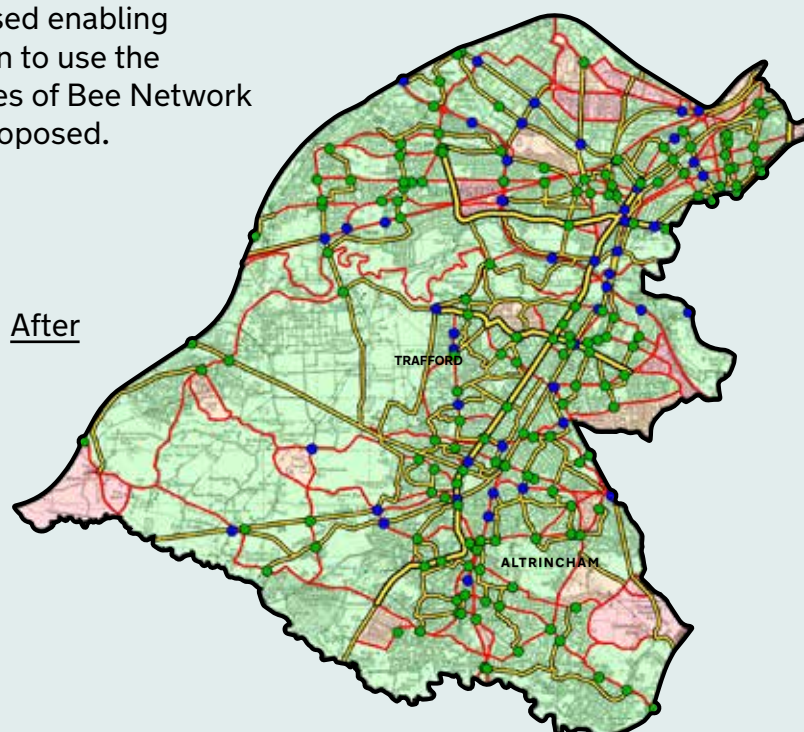 sed enabling
n to use the
es of Bee Network
oposed.
After
TRAFFORD
ALTRINCHAM